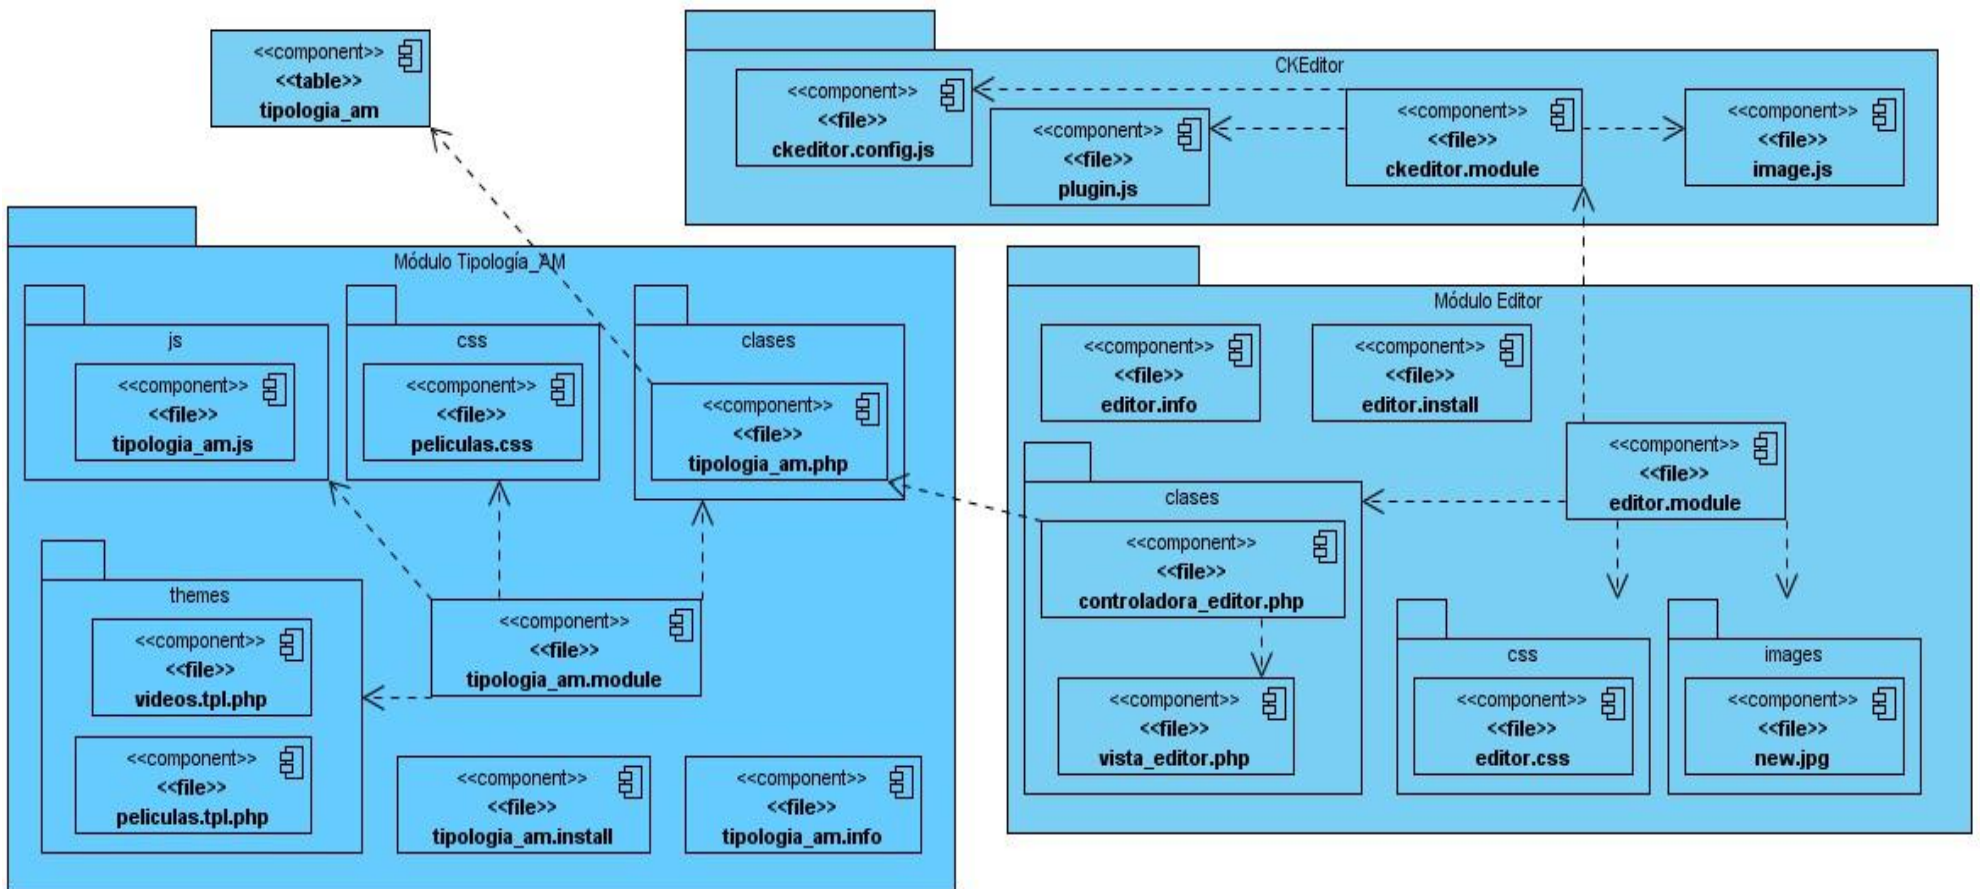 <<component>>
<<table>>
tipologia_am
CKEditor
<<component>>
<<file>>
ckeditor.config.js
<<component>>
<<file>>
plugin.js
<<component>>
<<file>>
ckeditor.module
<<component>>
<<file>>
image.js
Módulo Tipología_AM
js
<<component>>
<<file>>
tipologia_am.js
css
<<component>>
<<file>>
peliculas.css
clases
<<component>>
<<file>>
tipologia_am.php
themes
<<component>>
<<file>>
videos.tpl.php
<<component>>
<<file>>
peliculas.tpl.php
<<component>>
<<file>>
tipologia_am.module
<<component>>
<<file>>
tipologia_am.install
<<component>>
<<file>>
tipologia_am.info
Módulo Editor
<<component>>
<<file>>
editor.info
<<component>>
<<file>>
editor.install
<<component>>
<<file>>
editor.module
clases
<<component>>
<<file>>
controladora_editor.php
<<component>>
<<file>>
vista_editor.php
css
<<component>>
<<file>>
editor.css
images
<<component>>
<<file>>
new.jpg